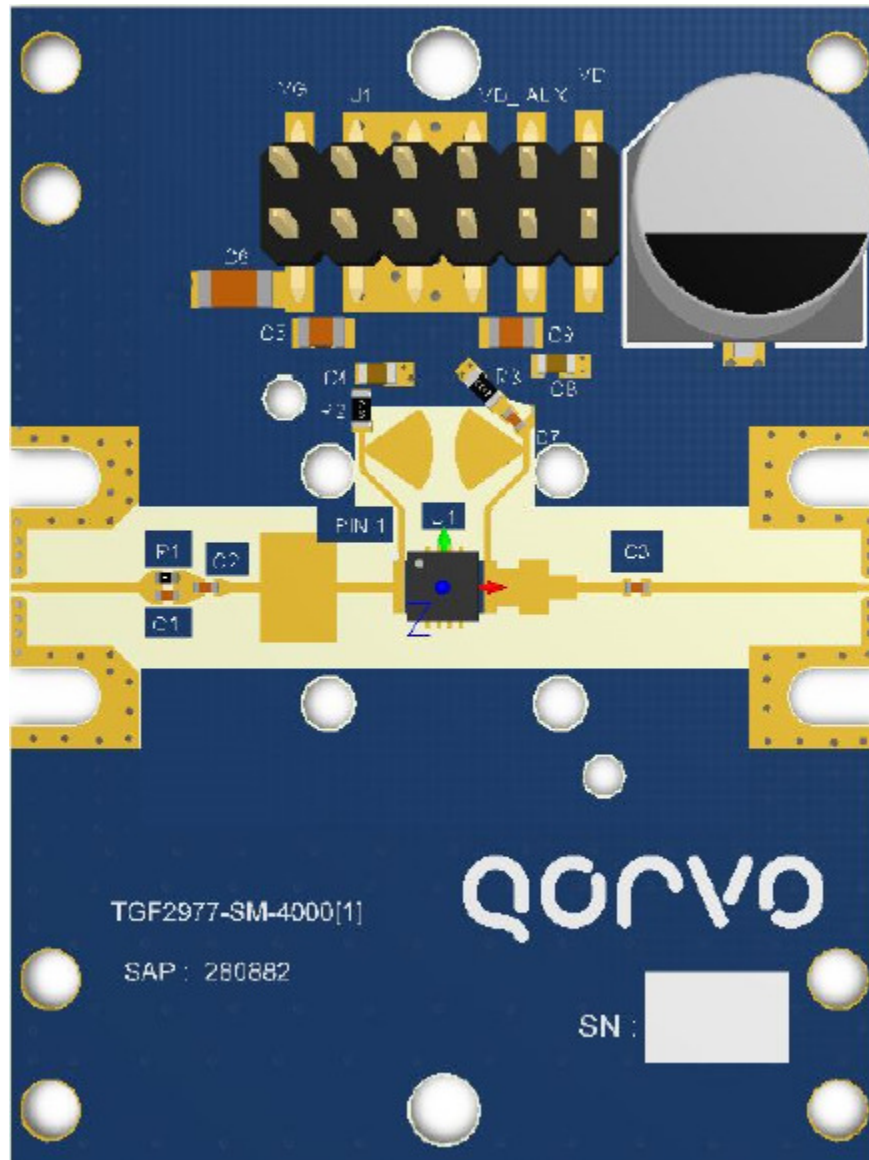 VG J1 VD_AUX VD
C6
C5 C9
C4 R3 C8
R2 C7
PIN 1 U1
R1 C2 C3
C1
Z
QORVO
TGF2977-SM-4000[1]
SAP : 280882
SN :